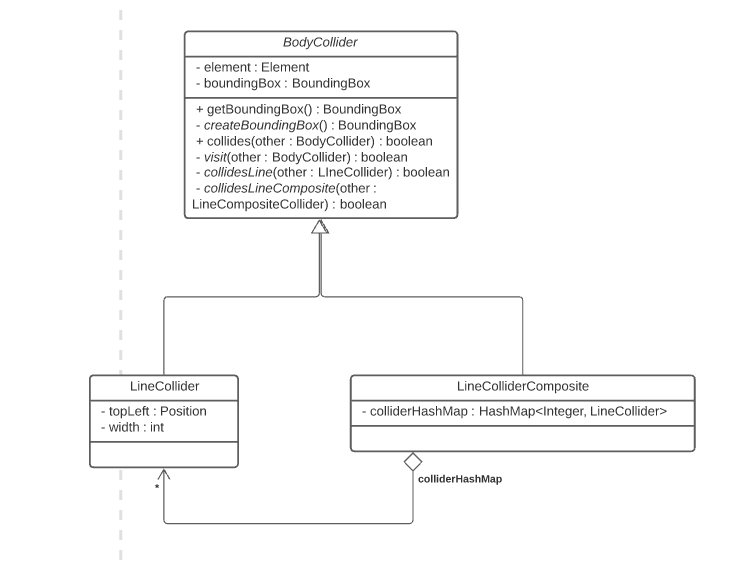 BodyCollider
- element : Element
- boundingBox : BoundingBox
+ getBoundingBox() : BoundingBox
- createBoundingBox() : BoundingBox
+ collides(other : BodyCollider) : boolean
- visit(other : BodyCollider) : boolean
- collidesLine(other : LIneCollider) : boolean
- collidesLineComposite(other :
LineCompositeCollider) : boolean
LineCollider
- topLeft : Position
- width : int
LineColliderComposite
- colliderHashMap : HashMap<Integer, LineCollider>
*
colliderHashMap